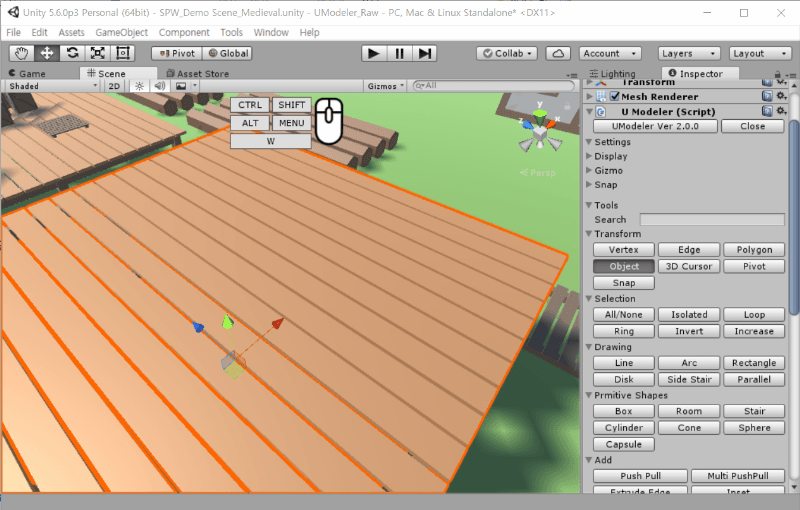 Unity 5.6.0p3 Personal (64bit) - SPW_Demo Scene_Medieval.unity - UModeler_Raw - PC, Mac & Linux Standalone* <DX11>
File Edit Assets GameObject Component Tools Window Help
Pivot Global Collab Account Layers Layout
Game Scene Asset Store Lighting Inspector
Shaded 2D Gizmos All
Transform
Mesh Renderer
U Modeler (Script)
UModeler Ver 2.0.0 Close
CTRL SHIFT
ALT MENU
W
y
z x
Persp
Settings
Display
Gizmo
Snap
Tools
Search
Transform
Vertex Edge Polygon
Object 3D Cursor Pivot
Snap
Selection
All/None Isolated Loop
Ring Invert Increase
Drawing
Line Arc Rectangle
Disk Side Stair Parallel
Prmitive Shapes
Box Room Stair
Cylinder Cone Sphere
Capsule
Add
Push Pull Multi PushPull
Extrude Edge Inset